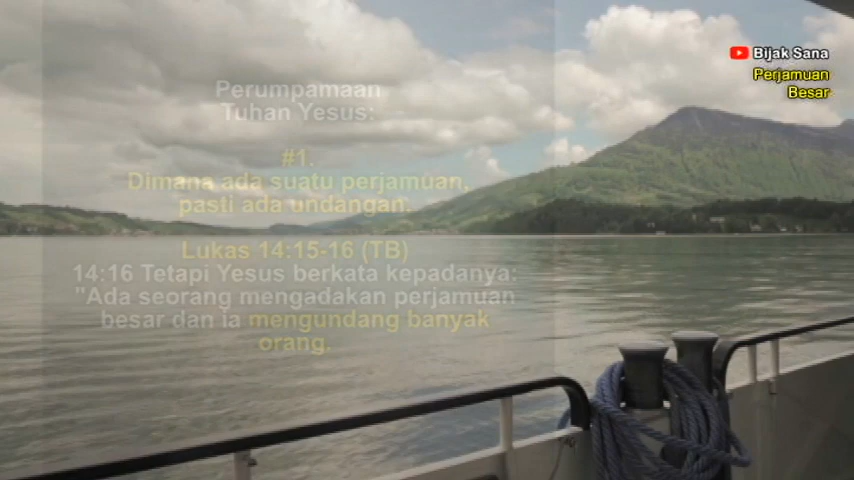 Bijak Sana
Perjamuan
Besar
Perumpamaan
Tuhan Yesus:
#1.
Dimana ada suatu perjamuan,
pasti ada undangan.
Lukas 14:15-16 (TB)
14:16 Tetapi Yesus berkata kepadanya:
"Ada seorang mengadakan perjamuan
besar dan ia mengundang banyak
orang.